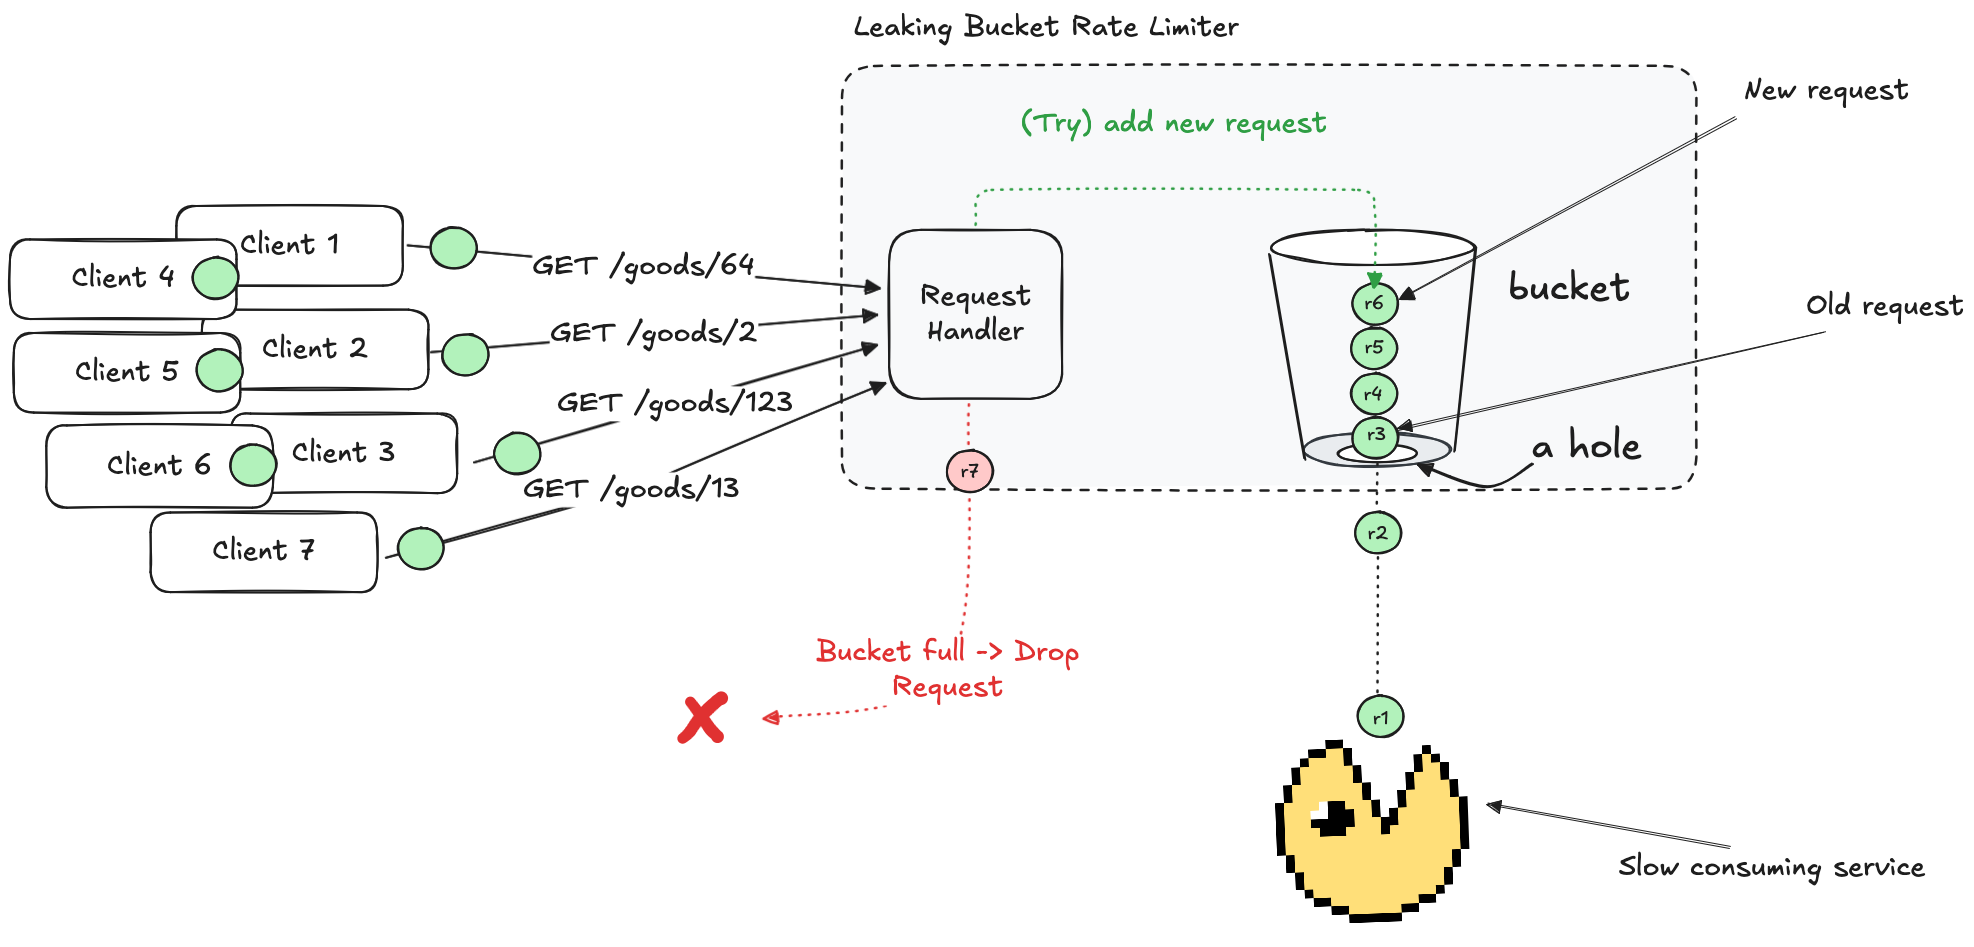 Leaking Bucket Rate Limiter
New request
(Try) add new request
Client 1
Client 4
GET /goods/64
Request
Handler
r6
bucket
Old request
Client 2
Client 5
GET /goods/2
r5
r4
GET /goods/123
Client 3
Client 6
r3
a hole
r7
GET /goods/13
Client 7
r2
Bucket full -> Drop
Request
r1
Slow consuming service